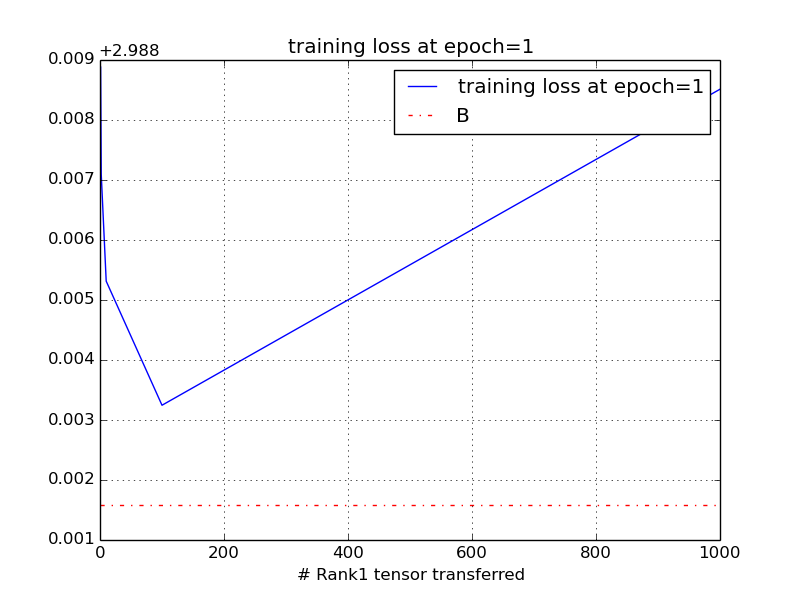 training loss at epoch=1
+2.988
0.009
0.008
0.007
0.006
0.005
0.004
0.003
0.002
0.001
training loss at epoch=1
B
0 200 400 600 800 1000
# Rank1 tensor transferred